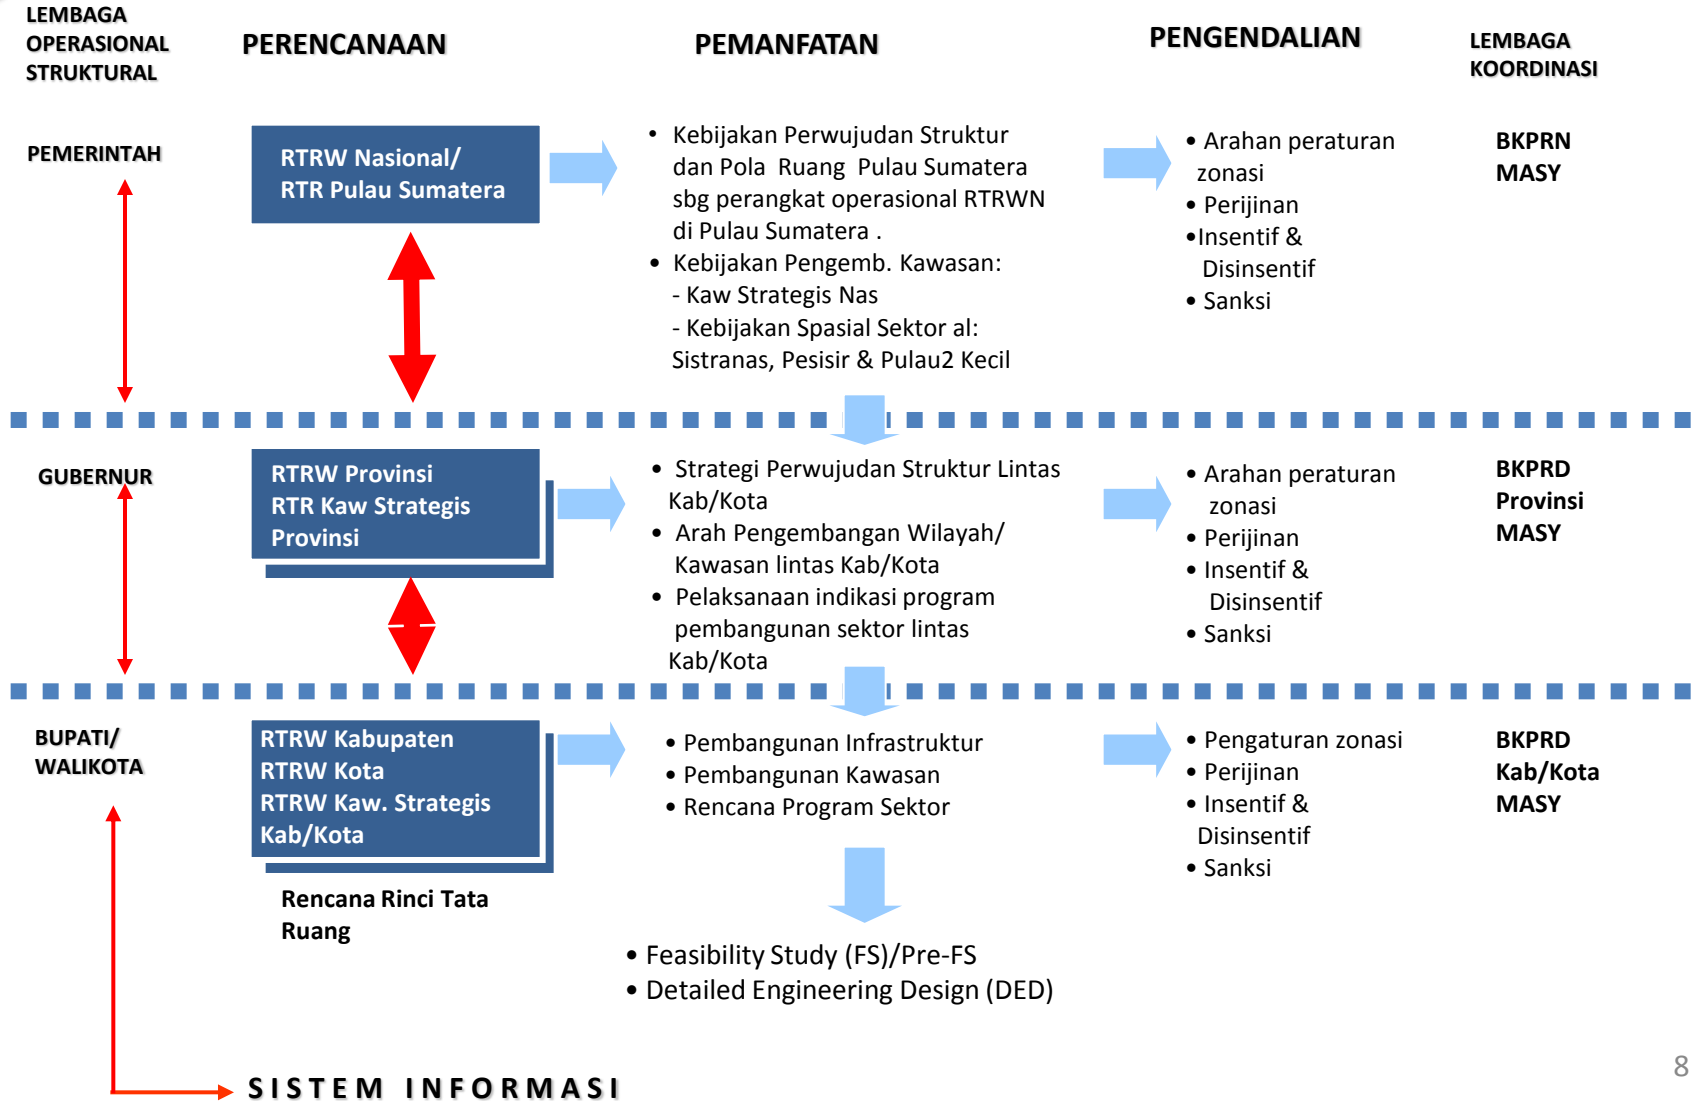 LEMBAGA
OPERASIONAL
STRUKTURAL
PERENCANAAN
PEMANFATAN
PENGENDALIAN
LEMBAGA
KOORDINASI
PEMERINTAH
RTRW Nasional/
RTR Pulau Sumatera
• Kebijakan Perwujudan Struktur
dan Pola Ruang Pulau Sumatera
sbg perangkat operasional RTRWN
di Pulau Sumatera .
• Kebijakan Pengemb. Kawasan:
- Kaw Strategis Nas
- Kebijakan Spasial Sektor al:
Sistranas, Pesisir & Pulau2 Kecil
• Arahan peraturan
zonasi
• Perijinan
•Insentif &
Disinsentif
• Sanksi
BKPRN
MASY
GUBERNUR
RTRW Provinsi
RTR Kaw Strategis
Provinsi
• Strategi Perwujudan Struktur Lintas
Kab/Kota
• Arah Pengembangan Wilayah/
Kawasan lintas Kab/Kota
• Pelaksanaan indikasi program
pembangunan sektor lintas
Kab/Kota
• Arahan peraturan
zonasi
• Perijinan
• Insentif &
Disinsentif
• Sanksi
BKPRD
Provinsi
MASY
BUPATI/
WALIKOTA
RTRW Kabupaten
RTRW Kota
RTRW Kaw. Strategis
Kab/Kota
Rencana Rinci Tata
Ruang
• Pembangunan Infrastruktur
• Pembangunan Kawasan
• Rencana Program Sektor
• Pengaturan zonasi
• Perijinan
• Insentif &
Disinsentif
• Sanksi
BKPRD
Kab/Kota
MASY
• Feasibility Study (FS)/Pre-FS
• Detailed Engineering Design (DED)
SISTEM INFORMASI
8